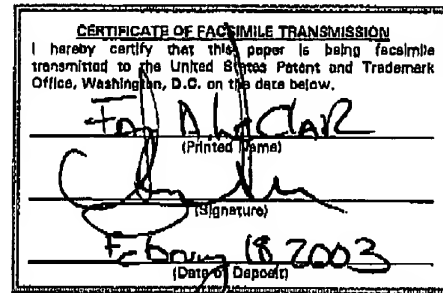 CERTIFICATE OF FACSIMILE TRANSMISSION
I hereby certify that this paper is being facsimile
transmitted to the United States Patent and Trademark
Office, Washington, D.C. on the date below.
(Printed Name)
(Signature)
February 18 2003
(Date of Deposit)